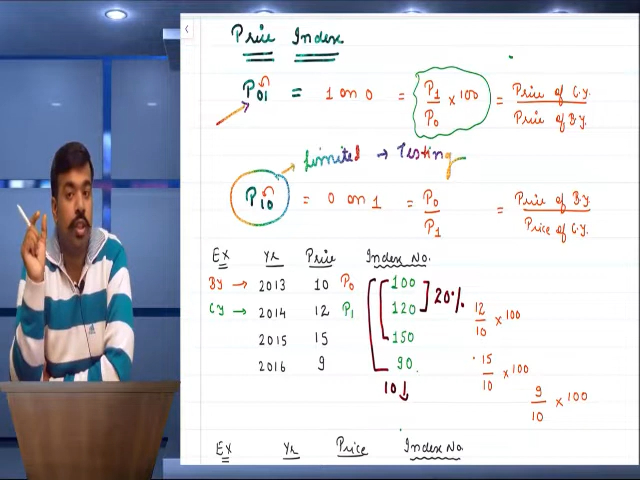 Price Index
P01 = 1 on 0 = P1/P0 × 100 = Price of C.Y./Price of B.Y.
Limited → Testing
P10 = 0 on 1 = P0/P1 = Price of B.Y./Price of C.Y.
Ex Yr Price Index No.
BY → 2013 10 P0 100
20%
CY → 2014 12 P1 120 12/10 × 100
2015 15 150 15/10 × 100
2016 9 90 9/10 × 100
10↓
Ex Yr Price Index No.